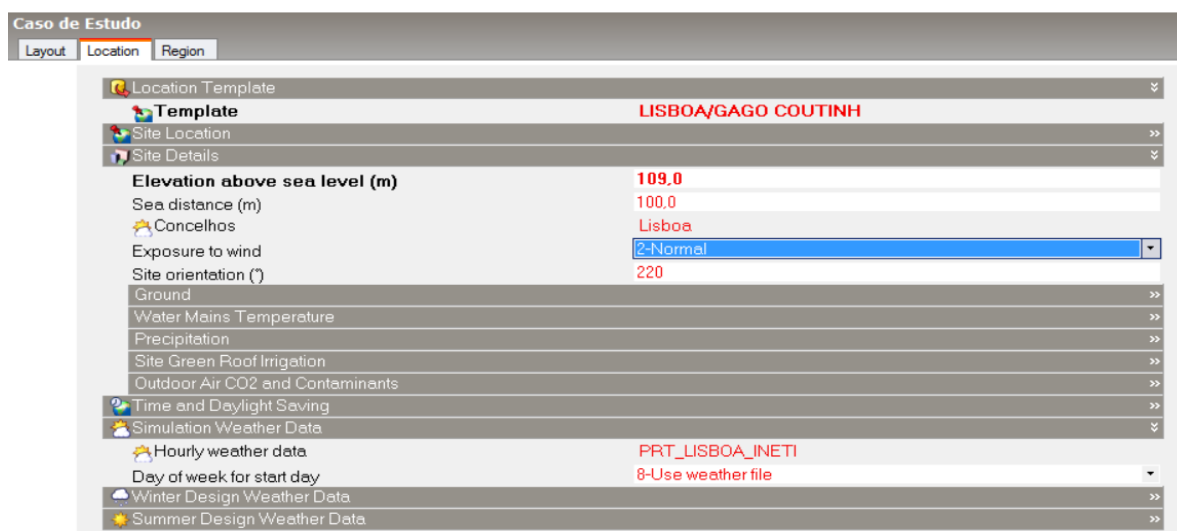 Caso de Estudo
Layout Location Region
Location Template
Template LISBOA/GAGO COUTINH
Site Location
Site Details
Elevation above sea level (m) 109,0
Sea distance (m) 100,0
Concelhos Lisboa
Exposure to wind 2-Normal
Site orientation (°) 220
Ground
Water Mains Temperature
Precipitation
Site Green Roof Irrigation
Outdoor Air CO2 and Contaminants
Time and Daylight Saving
Simulation Weather Data
Hourly weather data PRT_LISBOA_INETI
Day of week for start day 8-Use weather file
Winter Design Weather Data
Summer Design Weather Data